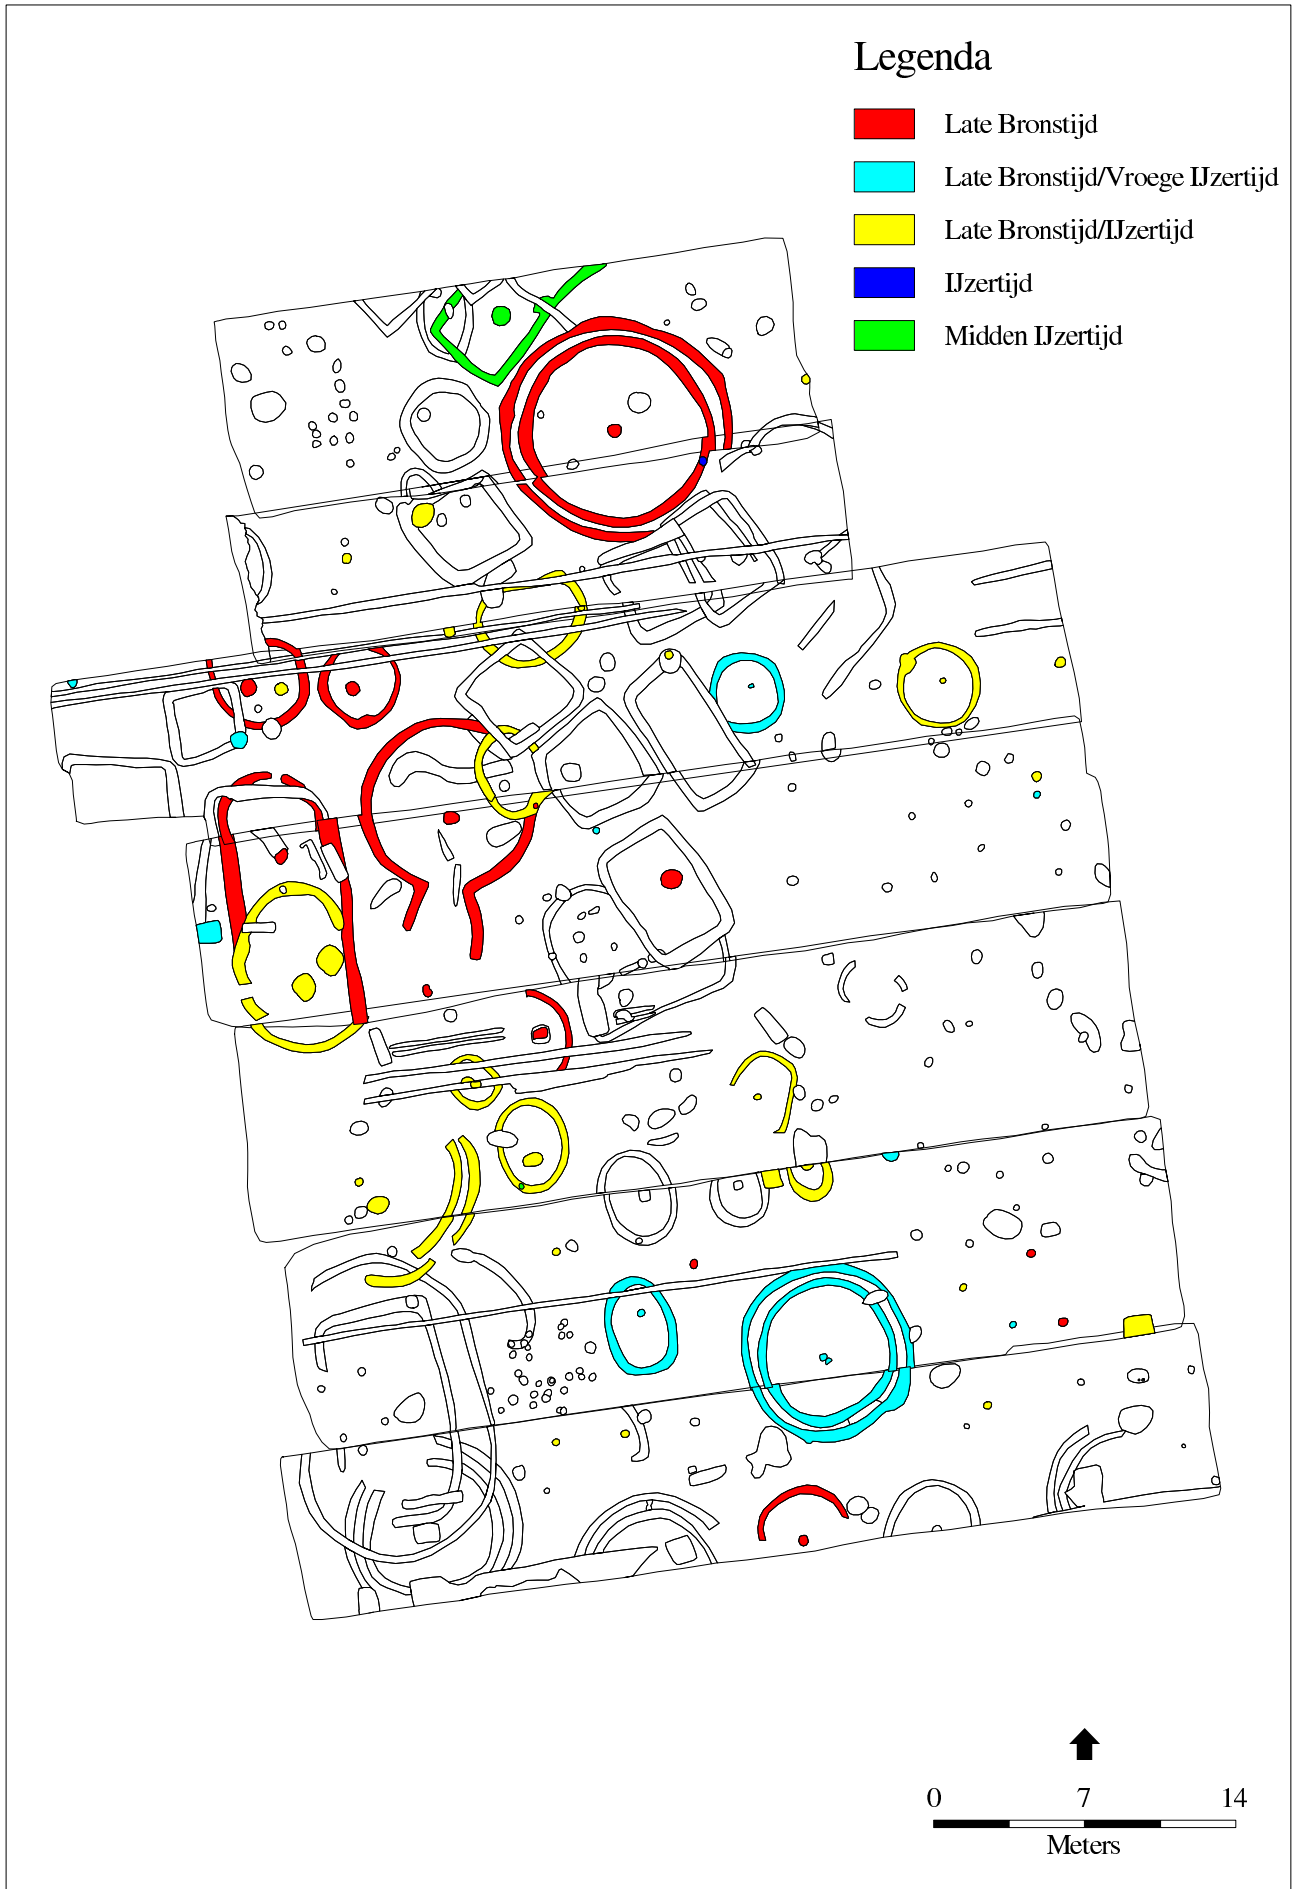 Legenda
Late Bronstijd
Late Bronstijd/Vroege IJzertijd
Late Bronstijd/IJzertijd
IJzertijd
Midden IJzertijd
0 7 14
Meters